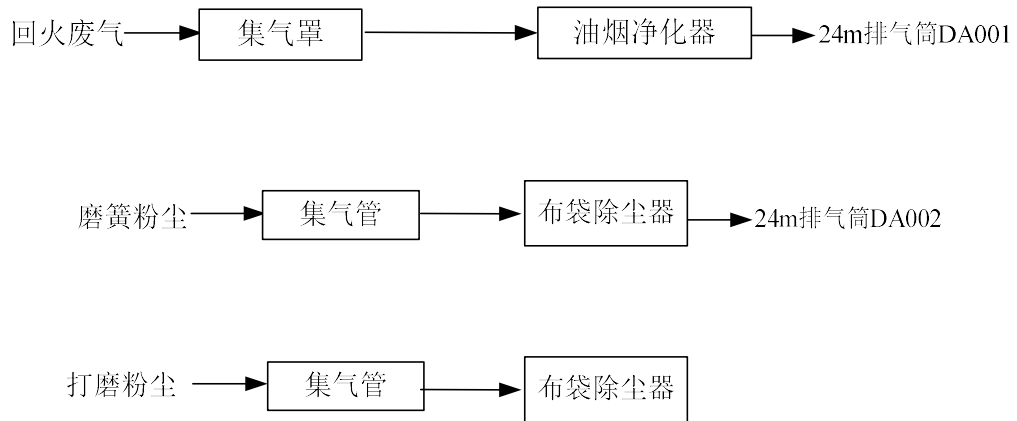 回火废气 集气罩 油烟净化器 24m排气筒DA001
磨簧粉尘 集气管 布袋除尘器 24m排气筒DA002
打磨粉尘 集气管 布袋除尘器